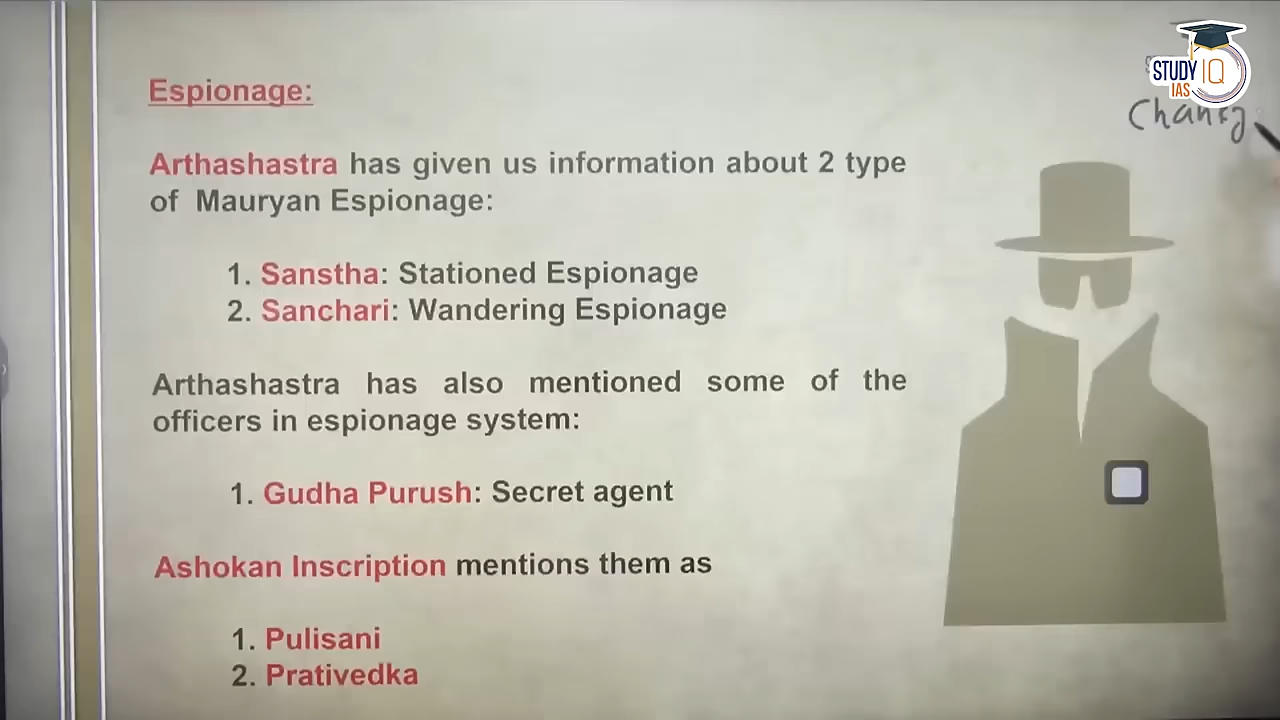 Espionage:
STUDY IQ
IAS
Arthashastra has given us information about 2 type
of Mauryan Espionage:
1. Sanstha: Stationed Espionage
2. Sanchari: Wandering Espionage
Arthashastra has also mentioned some of the
officers in espionage system:
1. Gudha Purush: Secret agent
Ashokan Inscription mentions them as
1. Pulisani
2. Prativedka